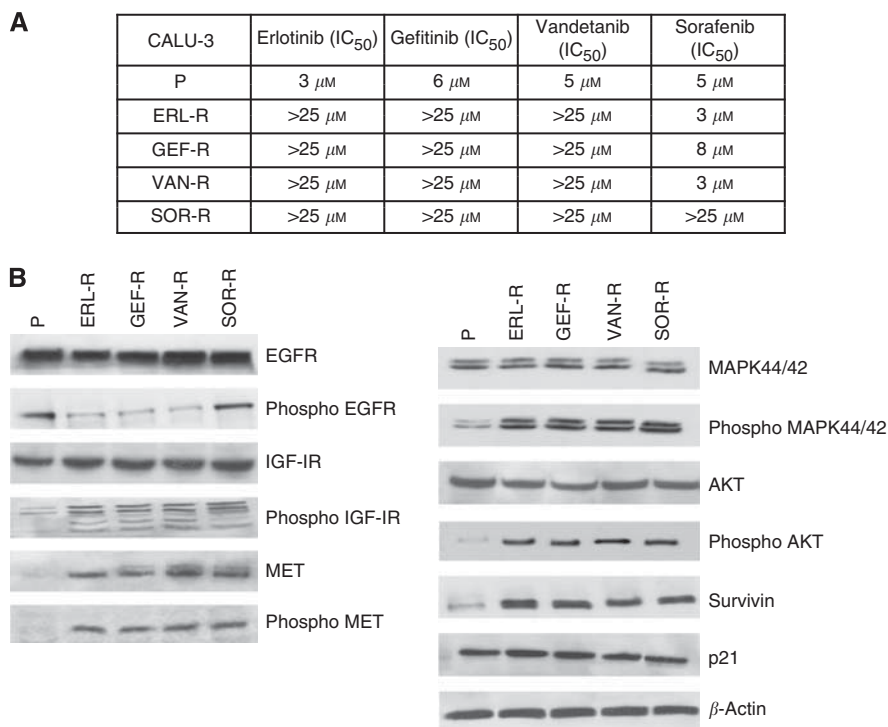 A
CALU-3 Erlotinib (IC50) Gefitinib (IC50) Vandetanib (IC50) Sorafenib (IC50)
P 3 μM 6 μM 5 μM 5 μM
ERL-R >25 μM >25 μM >25 μM 3 μM
GEF-R >25 μM >25 μM >25 μM 8 μM
VAN-R >25 μM >25 μM >25 μM 3 μM
SOR-R >25 μM >25 μM >25 μM >25 μM
B
P ERL-R GEF-R VAN-R SOR-R
EGFR
Phospho EGFR
IGF-IR
Phospho IGF-IR
MET
Phospho MET
P ERL-R GEF-R VAN-R SOR-R
MAPK44/42
Phospho MAPK44/42
AKT
Phospho AKT
Survivin
p21
β-Actin